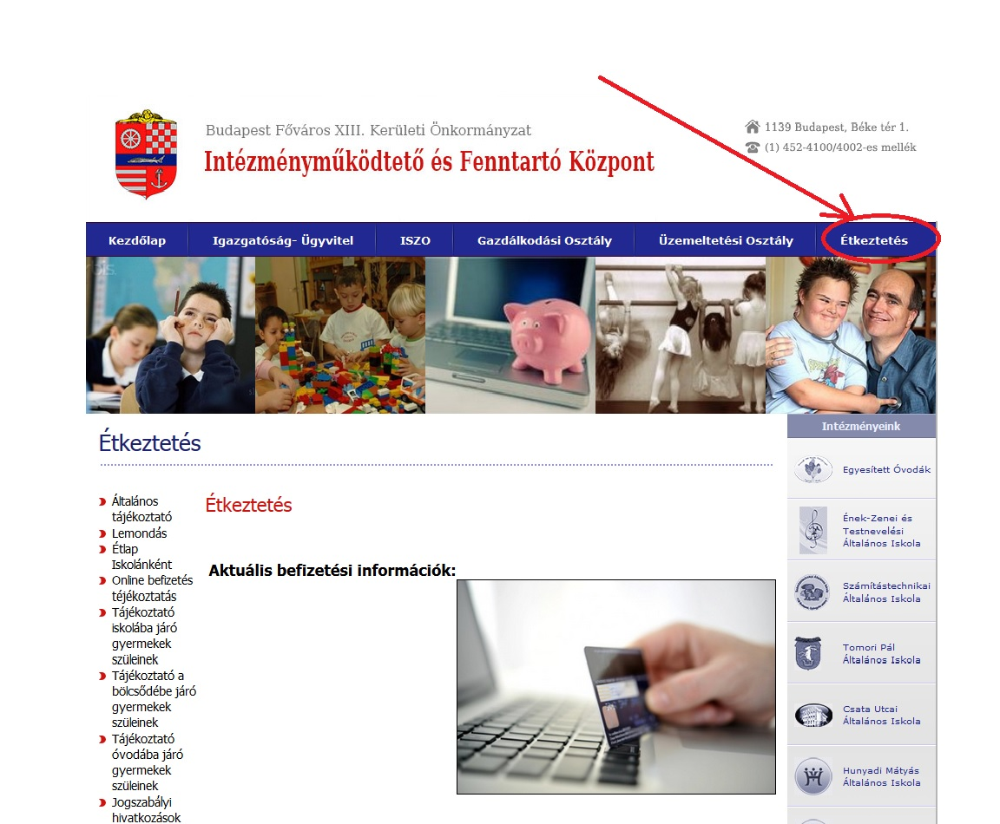 Budapest Főváros XIII. Kerületi Önkormányzat
Intézményműködtető és Fenntartó Központ
1139 Budapest, Béke tér 1.
(1) 452-4100/4002-es mellék
Kezdőlap Igazgatóság- Ügyvitel ISZO Gazdálkodási Osztály Üzemeltetési Osztály Étkeztetés
Étkeztetés
Általános
tájékoztató
Lemondás
Étlap
Iskolánként
Online befizetés
téjékoztatás
Tájékoztató
iskolába járó
gyermekek
szüleinek
Tájékoztató a
bölcsődébe járó
gyermekek
szüleinek
Tájékoztató
óvodába járó
gyermekek
szüleinek
Jogszabályi
hivatkozások
Étkeztetés
Aktuális befizetési információk:
Intézményeink
Egyesített Óvodák
Ének-Zenei és
Testnevelési
Általános Iskola
Számítástechnikai
Általános Iskola
Tomori Pál
Általános Iskola
Csata Utcai
Általános Iskola
Hunyadi Mátyás
Általános Iskola